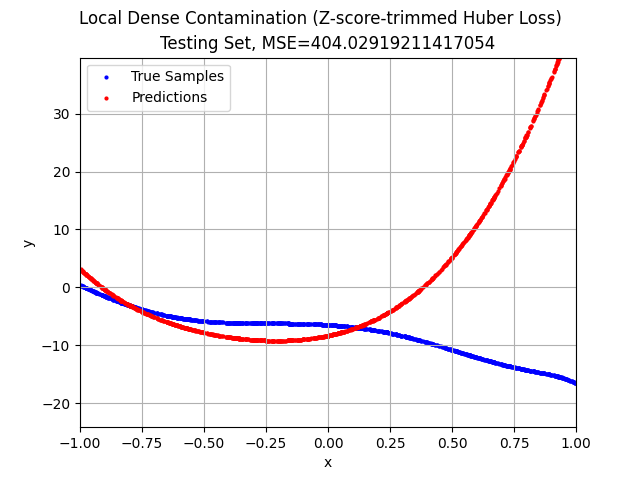 Local Dense Contamination (Z-score-trimmed Huber Loss)
Testing Set, MSE=404.02919211417054
True Samples
Predictions
30
20
10
0
−10
−20
y
−1.00 −0.75 −0.50 −0.25 0.00 0.25 0.50 0.75 1.00
x